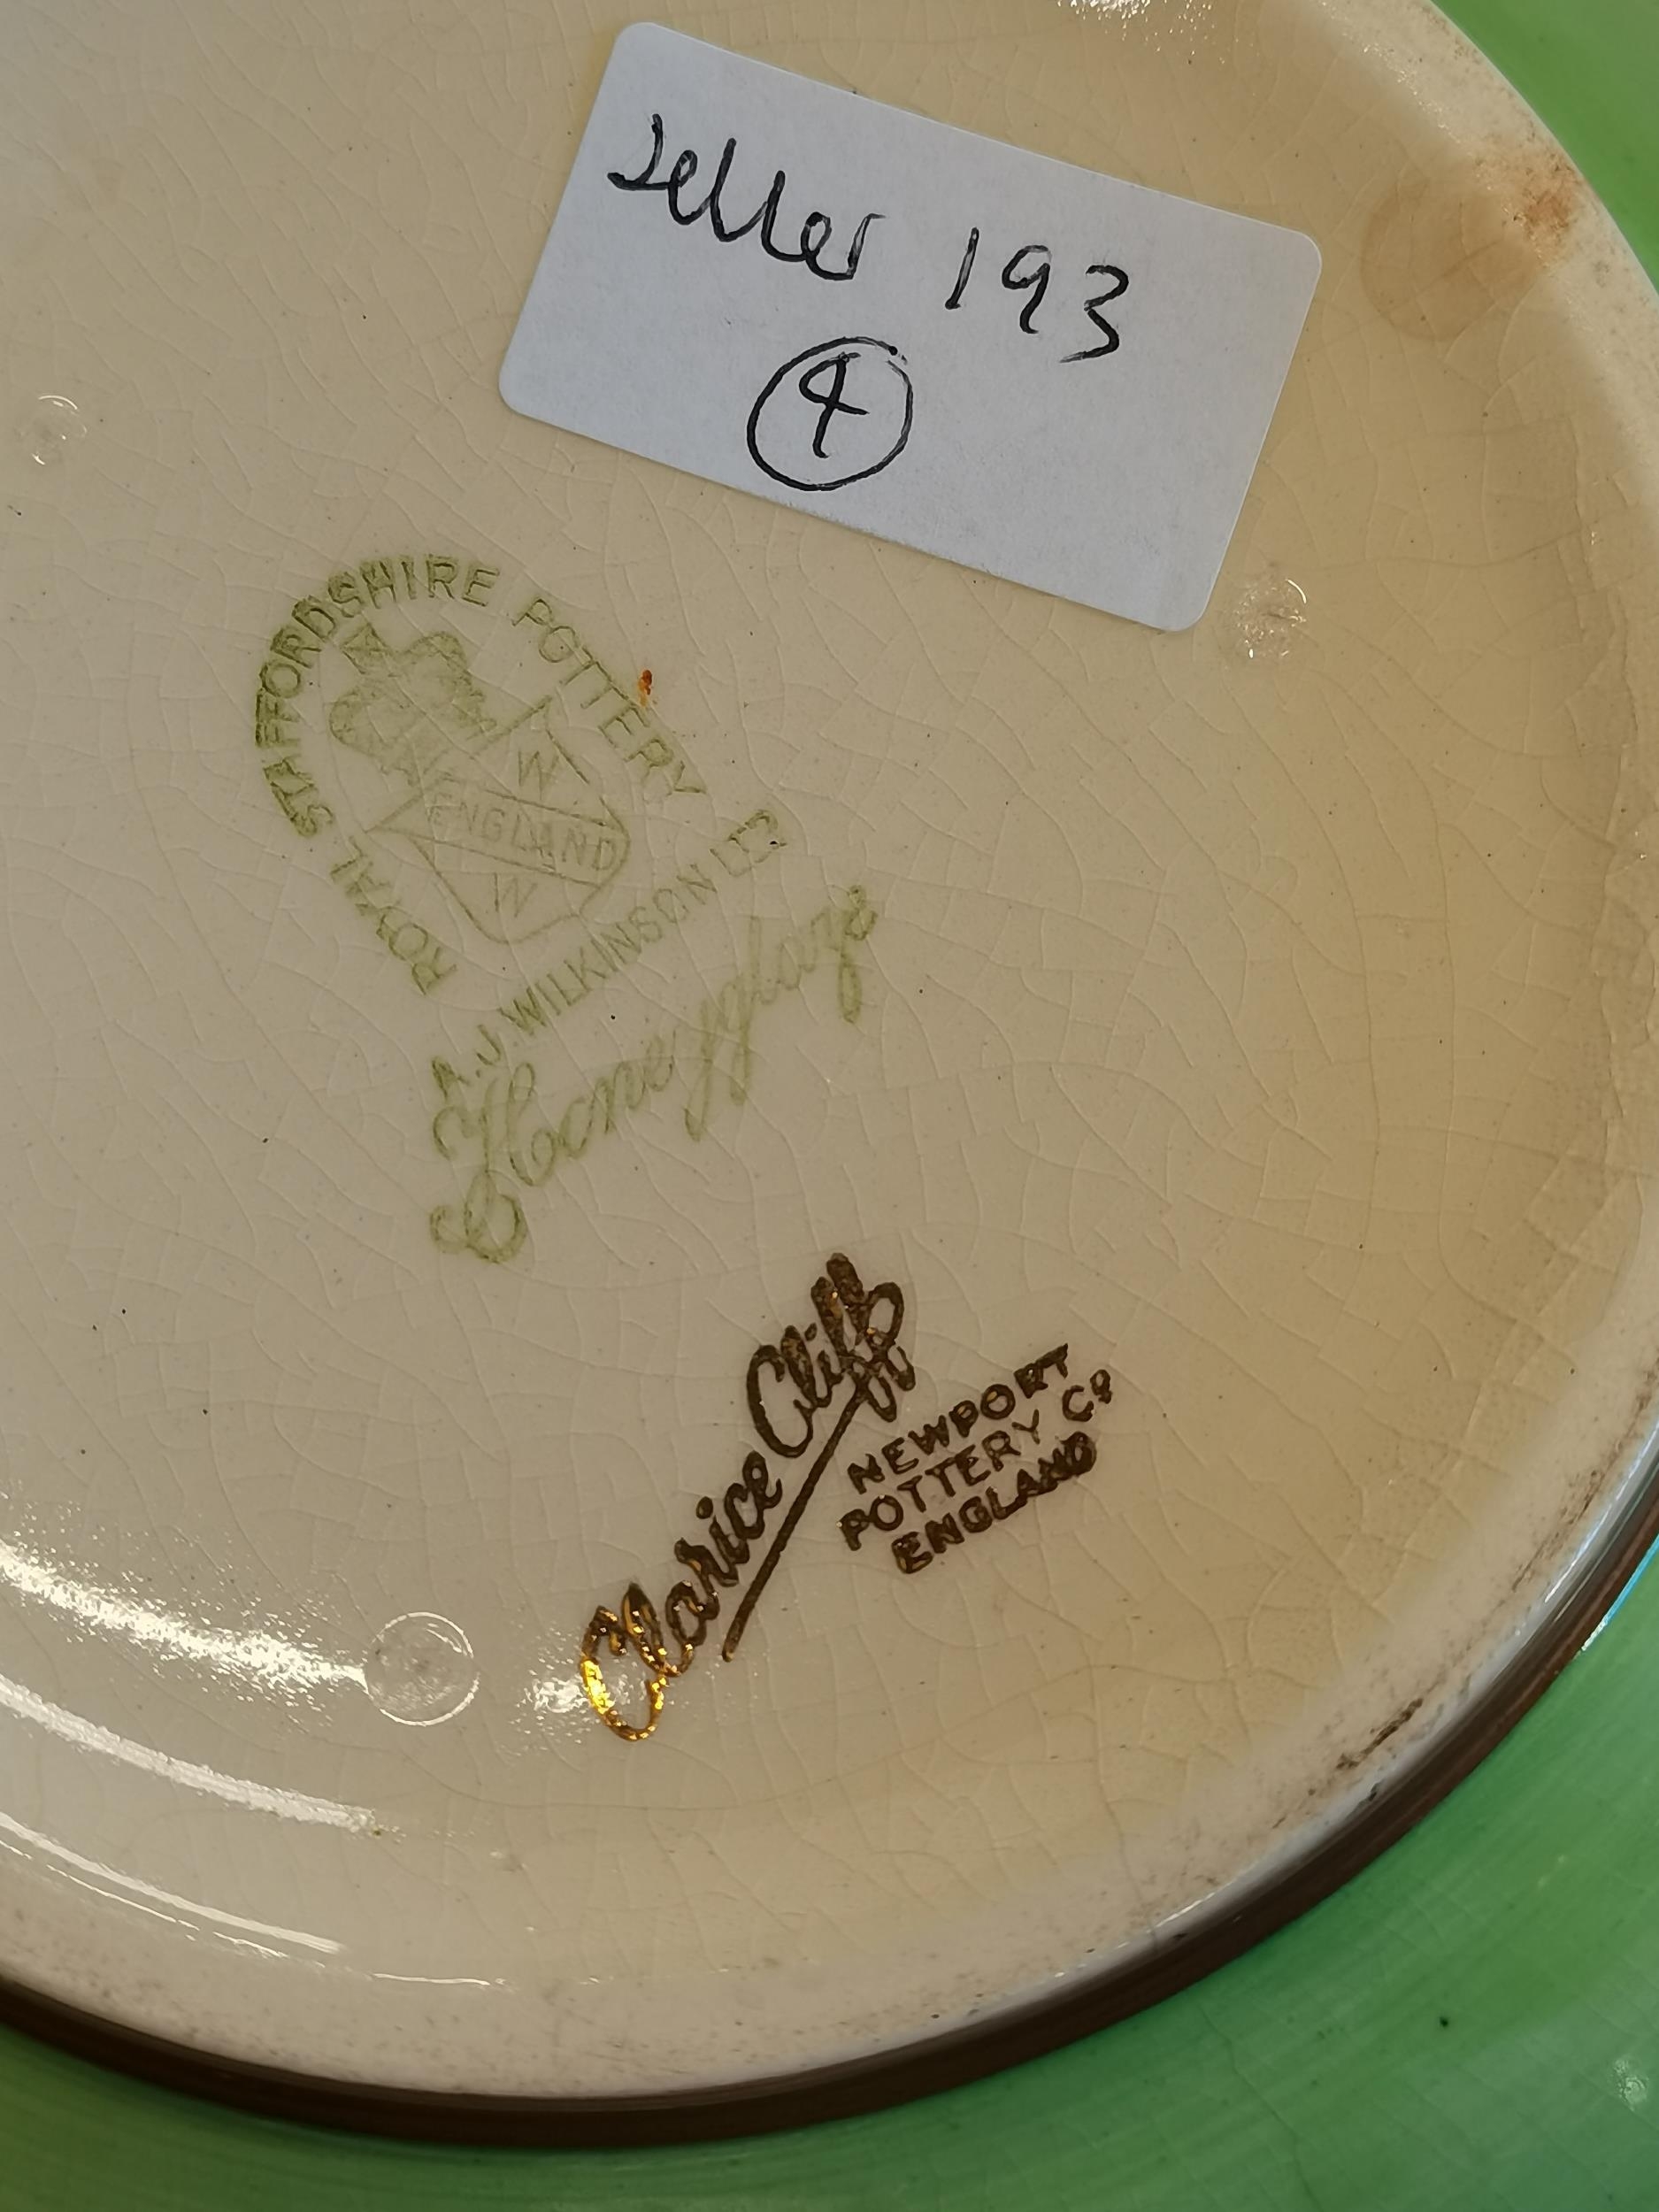 seller 193
4
ROYAL STAFFORDSHIRE POTTERY
W
ENGLAND
W
A.J. WILKINSON LTD
Honeyglaze
Clarice Cliff
NEWPORT
POTTERY Co
ENGLAND